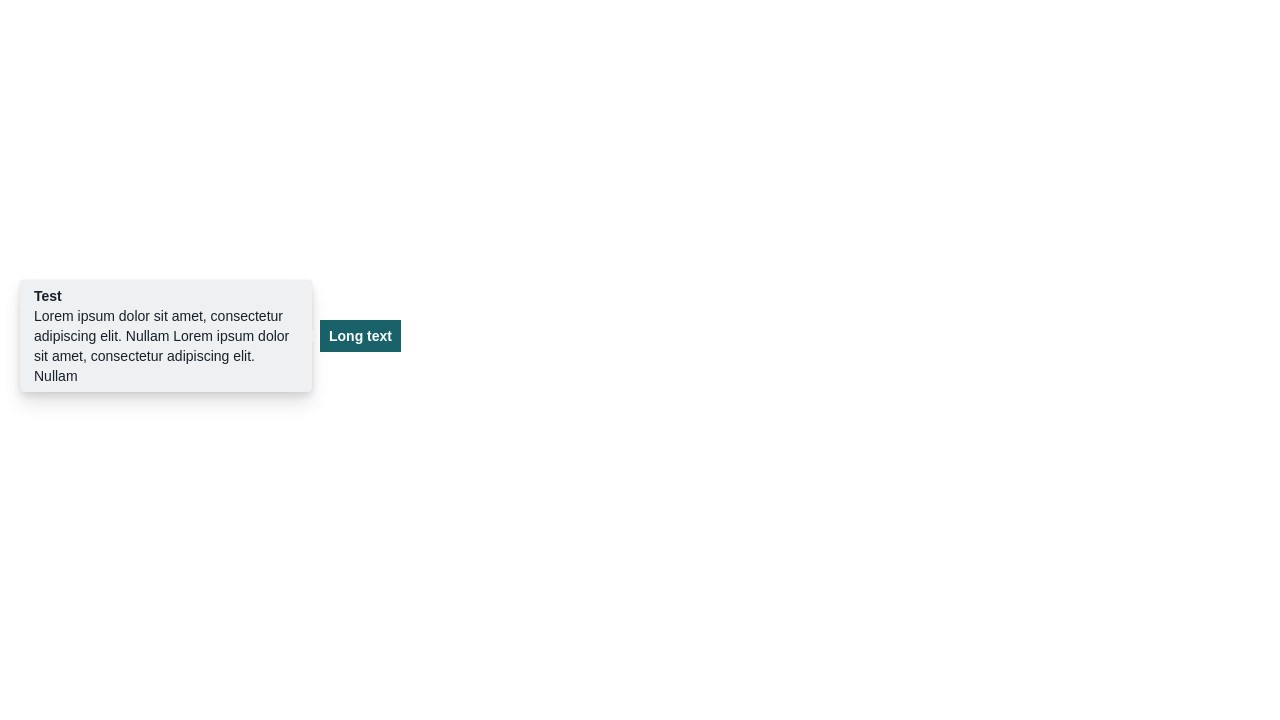 Test
Lorem ipsum dolor sit amet, consectetur
adipiscing elit. Nullam Lorem ipsum dolor
sit amet, consectetur adipiscing elit.
Nullam
Long text